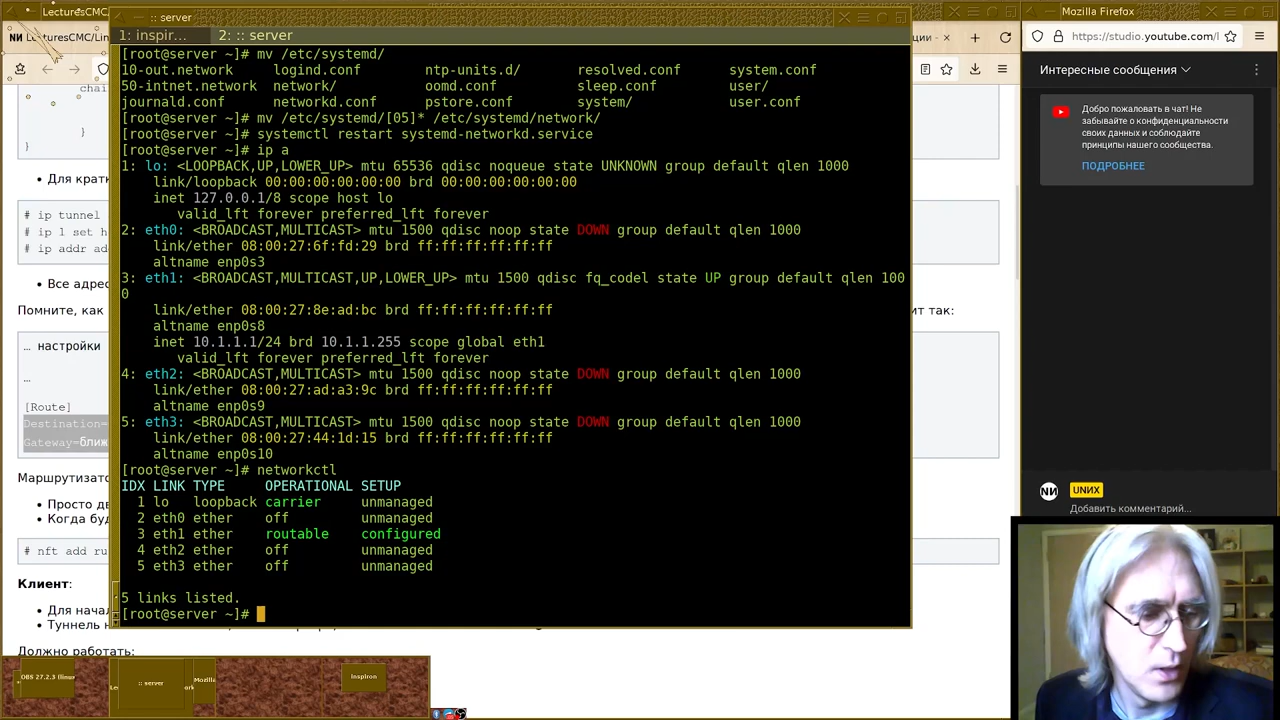 LecturesCMC/
:: server
Mozilla Firefox
LecturesCMC/Lin
1: inspir...
2: :: server
ции -
https://studio.youtube.com/l
[root@server ~]# mv /etc/systemd/
10-out.network logind.conf ntp-units.d/ resolved.conf system.conf
50-intnet.network network/ oomd.conf sleep.conf user/
journald.conf networkd.conf pstore.conf system/ user.conf
[root@server ~]# mv /etc/systemd/[05]* /etc/systemd/network/
[root@server ~]# systemctl restart systemd-networkd.service
[root@server ~]# ip a
1: lo: <LOOPBACK,UP,LOWER_UP> mtu 65536 qdisc noqueue state UNKNOWN group default qlen 1000
link/loopback 00:00:00:00:00:00 brd 00:00:00:00:00:00
inet 127.0.0.1/8 scope host lo
valid_lft forever preferred_lft forever
2: eth0: <BROADCAST,MULTICAST> mtu 1500 qdisc noop state DOWN group default qlen 1000
link/ether 08:00:27:6f:fd:29 brd ff:ff:ff:ff:ff:ff
altname enp0s3
3: eth1: <BROADCAST,MULTICAST,UP,LOWER_UP> mtu 1500 qdisc fq_codel state UP group default qlen 100
0
link/ether 08:00:27:8e:ad:bc brd ff:ff:ff:ff:ff:ff
altname enp0s8
inet 10.1.1.1/24 brd 10.1.1.255 scope global eth1
valid_lft forever preferred_lft forever
4: eth2: <BROADCAST,MULTICAST> mtu 1500 qdisc noop state DOWN group default qlen 1000
link/ether 08:00:27:ad:a3:9c brd ff:ff:ff:ff:ff:ff
altname enp0s9
5: eth3: <BROADCAST,MULTICAST> mtu 1500 qdisc noop state DOWN group default qlen 1000
link/ether 08:00:27:44:1d:15 brd ff:ff:ff:ff:ff:ff
altname enp0s10
[root@server ~]# networkctl
IDX LINK TYPE OPERATIONAL SETUP
1 lo loopback carrier unmanaged
2 eth0 ether off unmanaged
3 eth1 ether routable configured
4 eth2 ether off unmanaged
5 eth3 ether off unmanaged
5 links listed.
[root@server ~]#
chai
}
}
Для кратк
# ip tunnel
# ip l set h
# ip addr ad
Все адрес
Помните, как
ит так:
… настройки
…
[Route]
Destination=
Gateway=ближ
Маршрутизато
Просто дв
Когда буд
# nft add ru
Клиент:
Для начал
Туннель н
Должно работать:
Интересные сообщения
Добро пожаловать в чат! Не
забывайте о конфиденциальности
своих данных и соблюдайте
принципы нашего сообщества.
ПОДРОБНЕЕ
UNИX
Добавить комментарий...
OBS 27.2.3 (linux
:: server
Mozilla
inspiron